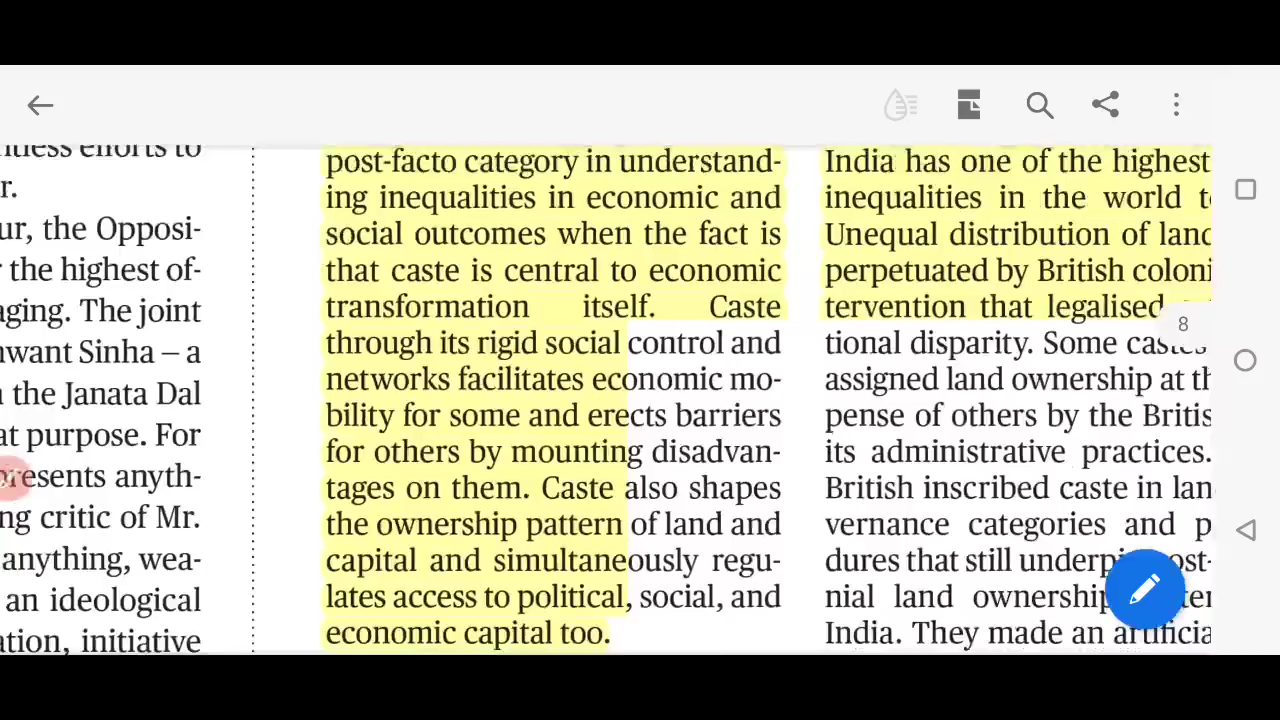 r.
ur, the Opposi-
the highest of-
aging. The joint
want Sinha – a
the Janata Dal
at purpose. For
presents anyth-
ng critic of Mr.
anything, wea-
an ideological
ation, initiative
post-facto category in understand-
ing inequalities in economic and
social outcomes when the fact is
that caste is central to economic
transformation itself. Caste
through its rigid social control and
networks facilitates economic mo-
bility for some and erects barriers
for others by mounting disadvan-
tages on them. Caste also shapes
the ownership pattern of land and
capital and simultaneously regu-
lates access to political, social, and
economic capital too.
India has one of the highest
inequalities in the world
Unequal distribution of land
perpetuated by British coloni
tervention that legalised
tional disparity. Some castes
assigned land ownership at th
pense of others by the Britis
its administrative practices.
British inscribed caste in lan
vernance categories and p
dures that still underpin post-
nial land ownership
India. They made an artificia
8